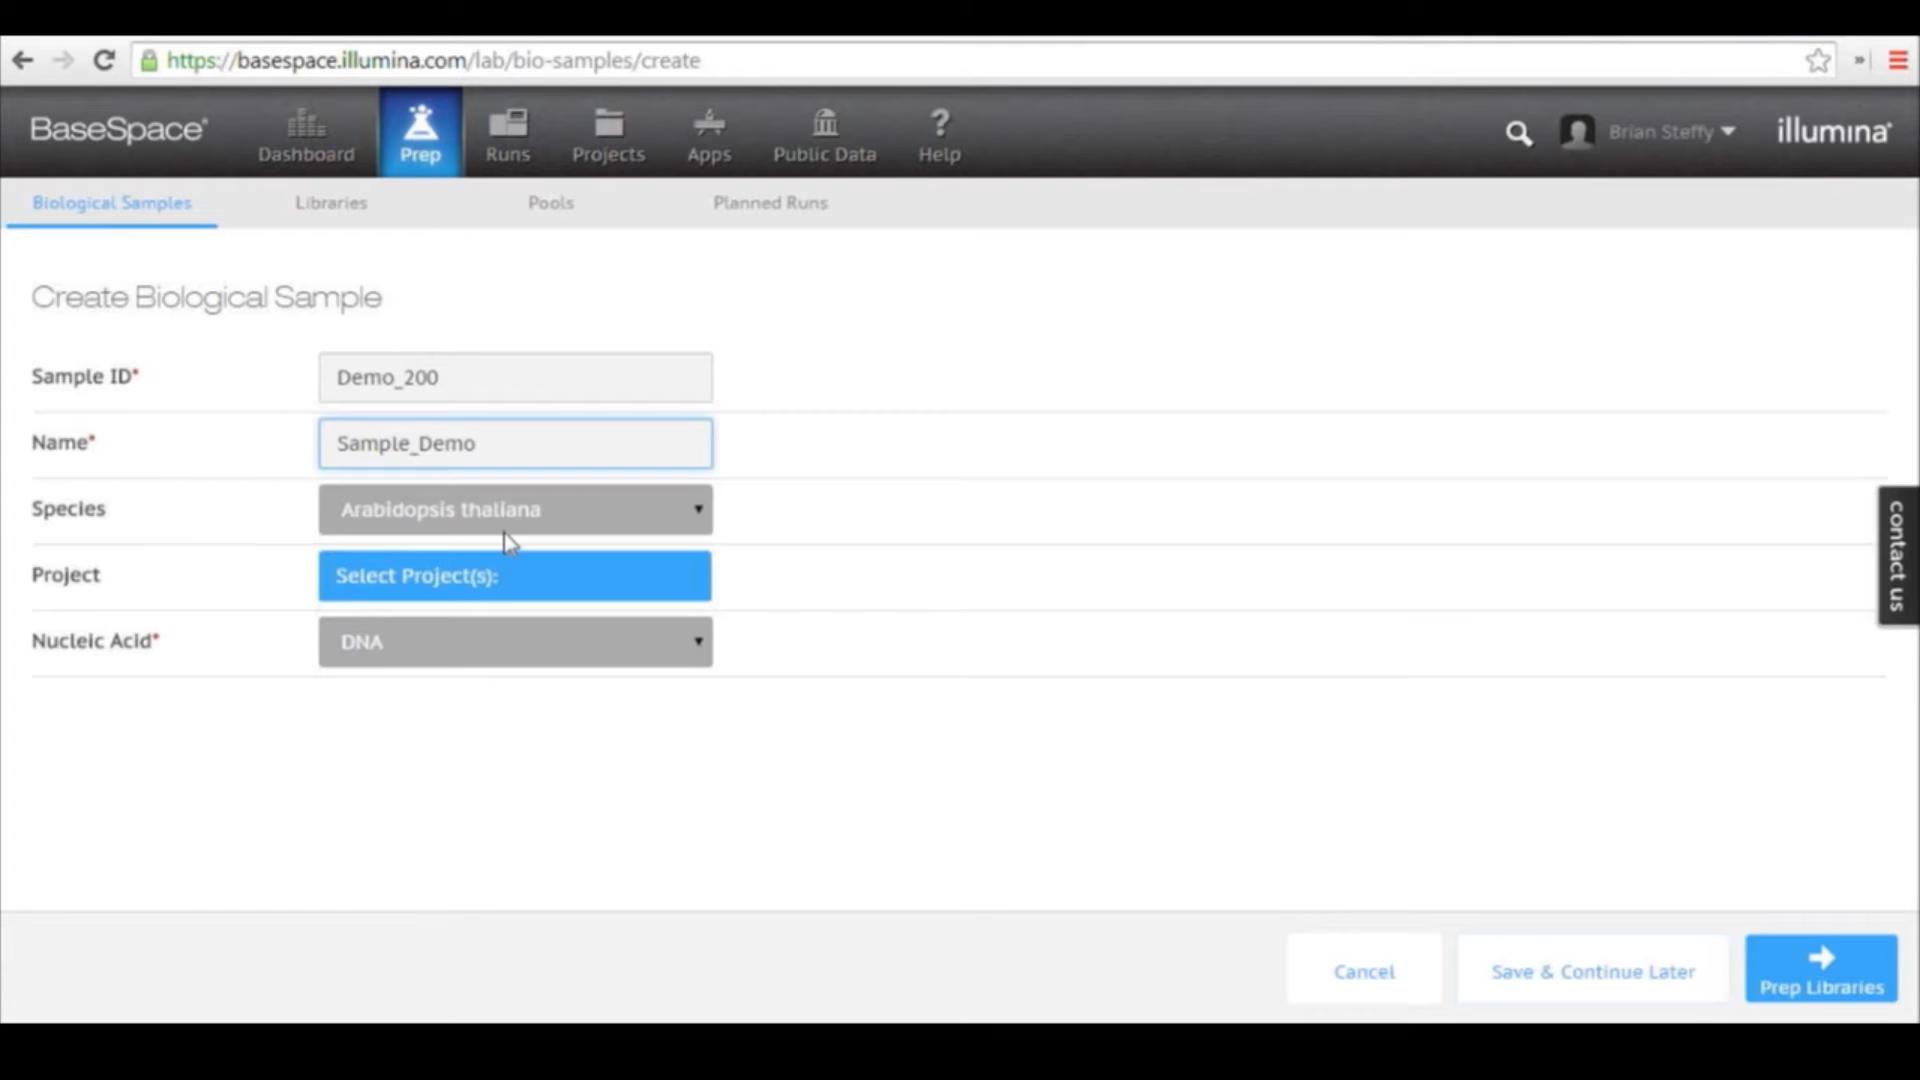 https://basespace.illumina.com/lab/bio-samples/create
BaseSpace®
Dashboard
Prep
Runs
Projects
Apps
Public Data
Help
Brian Steffy
illumina®
Biological Samples
Libraries
Pools
Planned Runs
Create Biological Sample
Sample ID*
Demo_200
Name*
Sample_Demo
Species
Arabidopsis thaliana
Project
Select Project(s):
Nucleic Acid*
DNA
contact us
Cancel
Save & Continue Later
Prep Libraries